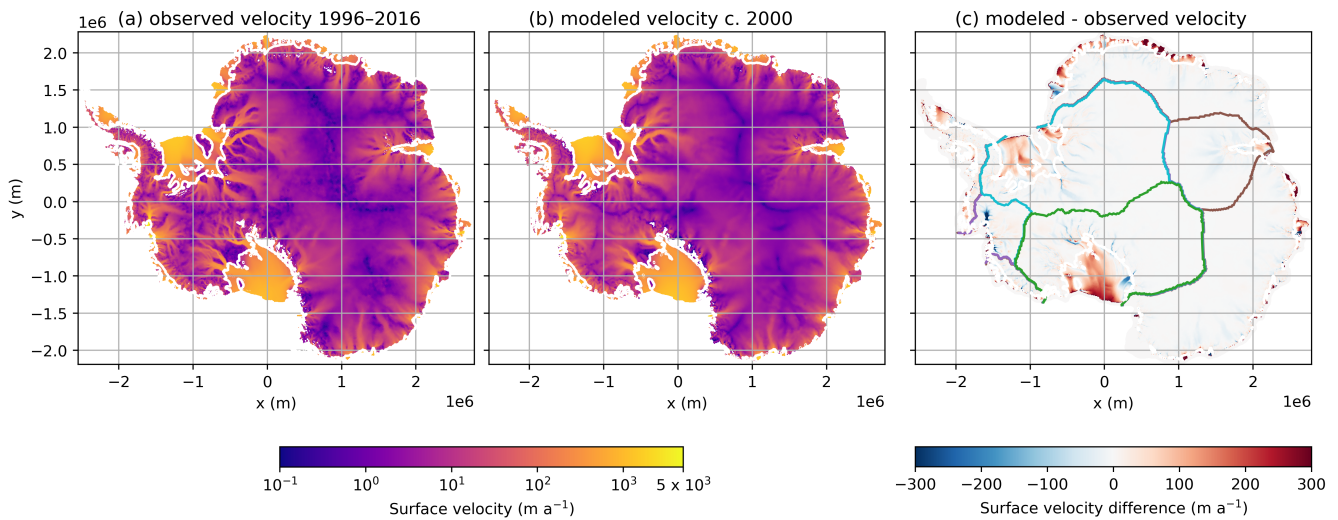 1e6
(a) observed velocity 1996–2016
(b) modeled velocity c. 2000
(c) modeled - observed velocity
y (m)
2.0
1.5
1.0
0.5
0.0
−0.5
−1.0
−1.5
−2.0
−2 −1 0 1 2
x (m)
1e6
−2 −1 0 1 2
x (m)
1e6
−2 −1 0 1 2
x (m)
1e6
10⁻¹ 10⁰ 10¹ 10² 10³ 5 x 10³
Surface velocity (m a⁻¹)
−300 −200 −100 0 100 200 300
Surface velocity difference (m a⁻¹)